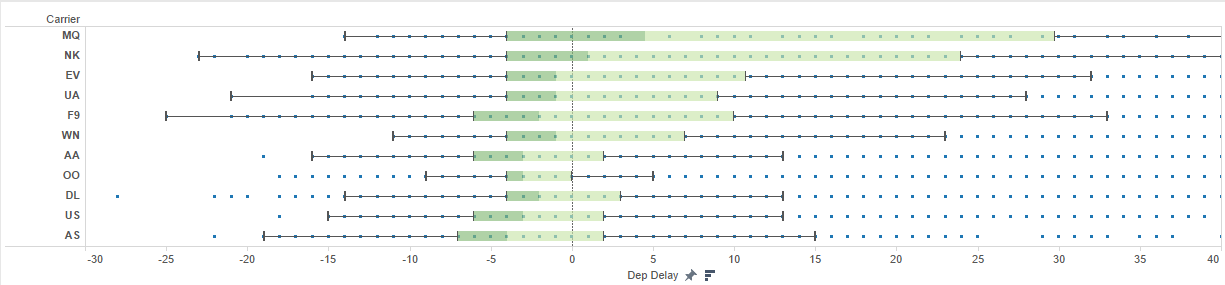 Carrier
MQ
NK
EV
UA
F9
WN
AA
OO
DL
US
AS
-30 -25 -20 -15 -10 -5 0 5 10 15 20 25 30 35 40
Dep Delay